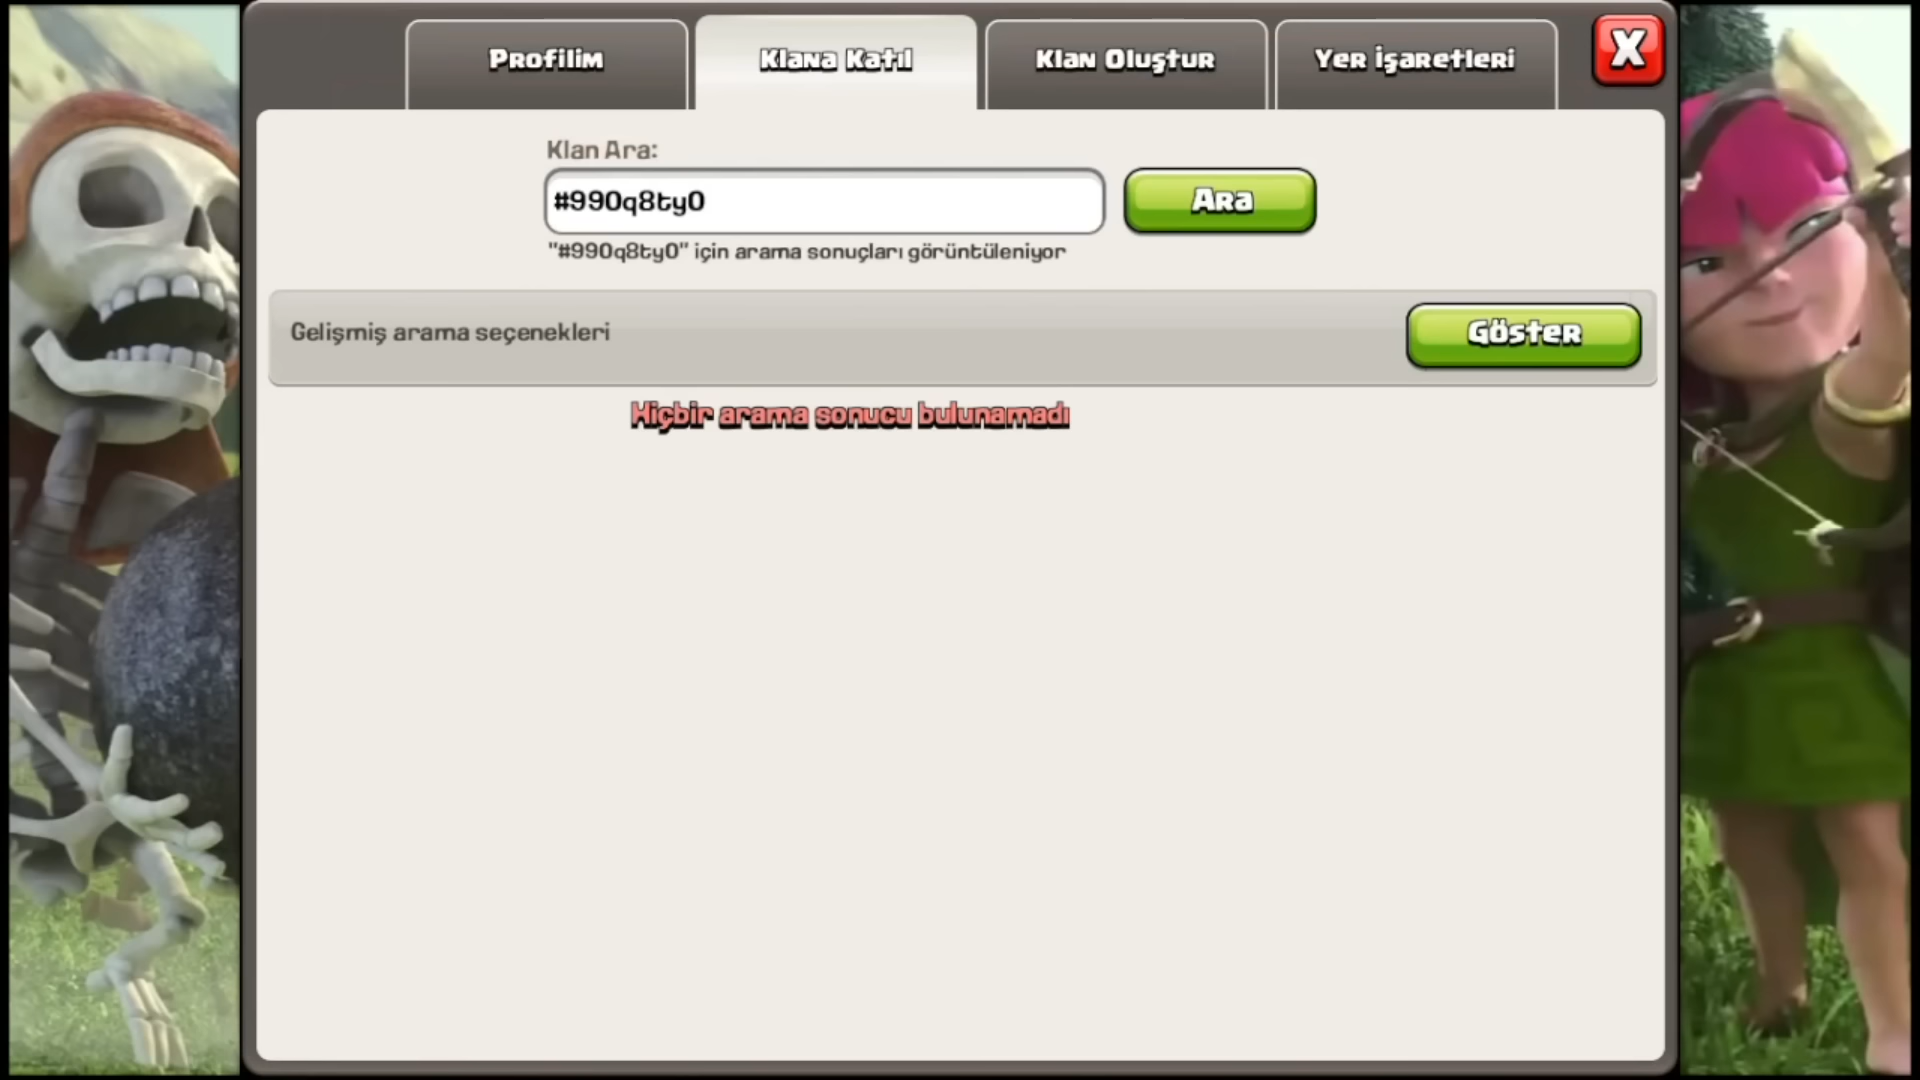 Profilim
Klana Katıl
Klan Oluştur
Yer işaretleri
X
Klan Ara:
#990q8ty0
Ara
"#990q8ty0" için arama sonuçları görüntüleniyor
Gelişmiş arama seçenekleri
Göster
Hiçbir arama sonucu bulunamadı